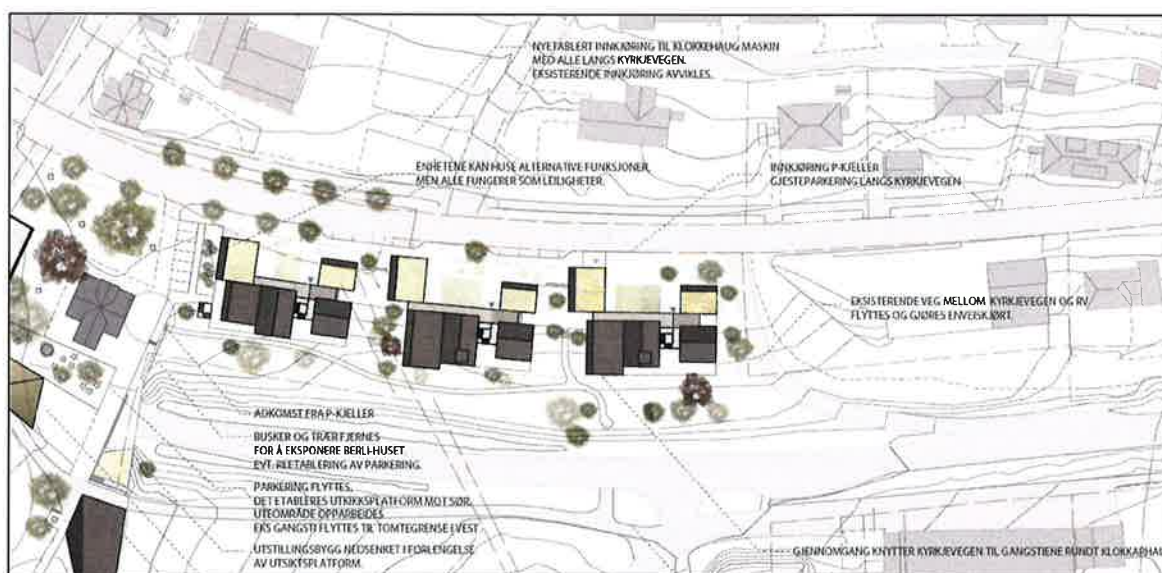 NYETABLERT INNKJØRING TIL KLOKKEHAUG MASKIN
MED ALLE LANGS KYRKJEVEGEN.
EKSISTERENDE INNKJØRING AVVIKLES.
ENHETENE KAN HUSE ALTERNATIVE FUNKSJONER,
MEN ALLE FUNGERER SOM LEILIGHETER.
INNKJØRING P-KJELLER
GJESTEPARKERING LANGS KYRKJEVEGEN
EKSISTERENDE VEG MELLOM KYRKJEVEGEN OG RV
FLYTTES OG GJØRES ENVEISKJØRT.
ADKOMST FRA P-KJELLER
BUSKER OG TRÆR FJERNES
FOR Å EKSPONERE BERLI-HUSET
EVT. REETABLERING AV PARKERING.
PARKERING FLYTTES.
DET ETABLERES UTKIKKSPLATFORM MOT SØR.
UTEOMRÅDE OPPARBEIDES
EKS GANGSTI FLYTTES TIL TOMTEGRENSE I VEST
UTSTILLINGSBYGG NEDSENKET I FORLENGELSE
AV UTSIKTSPLATFORM.
GJENNOMGANG KNYTTER KYRKJEVEGEN TIL GANGSTIENE RUNDT